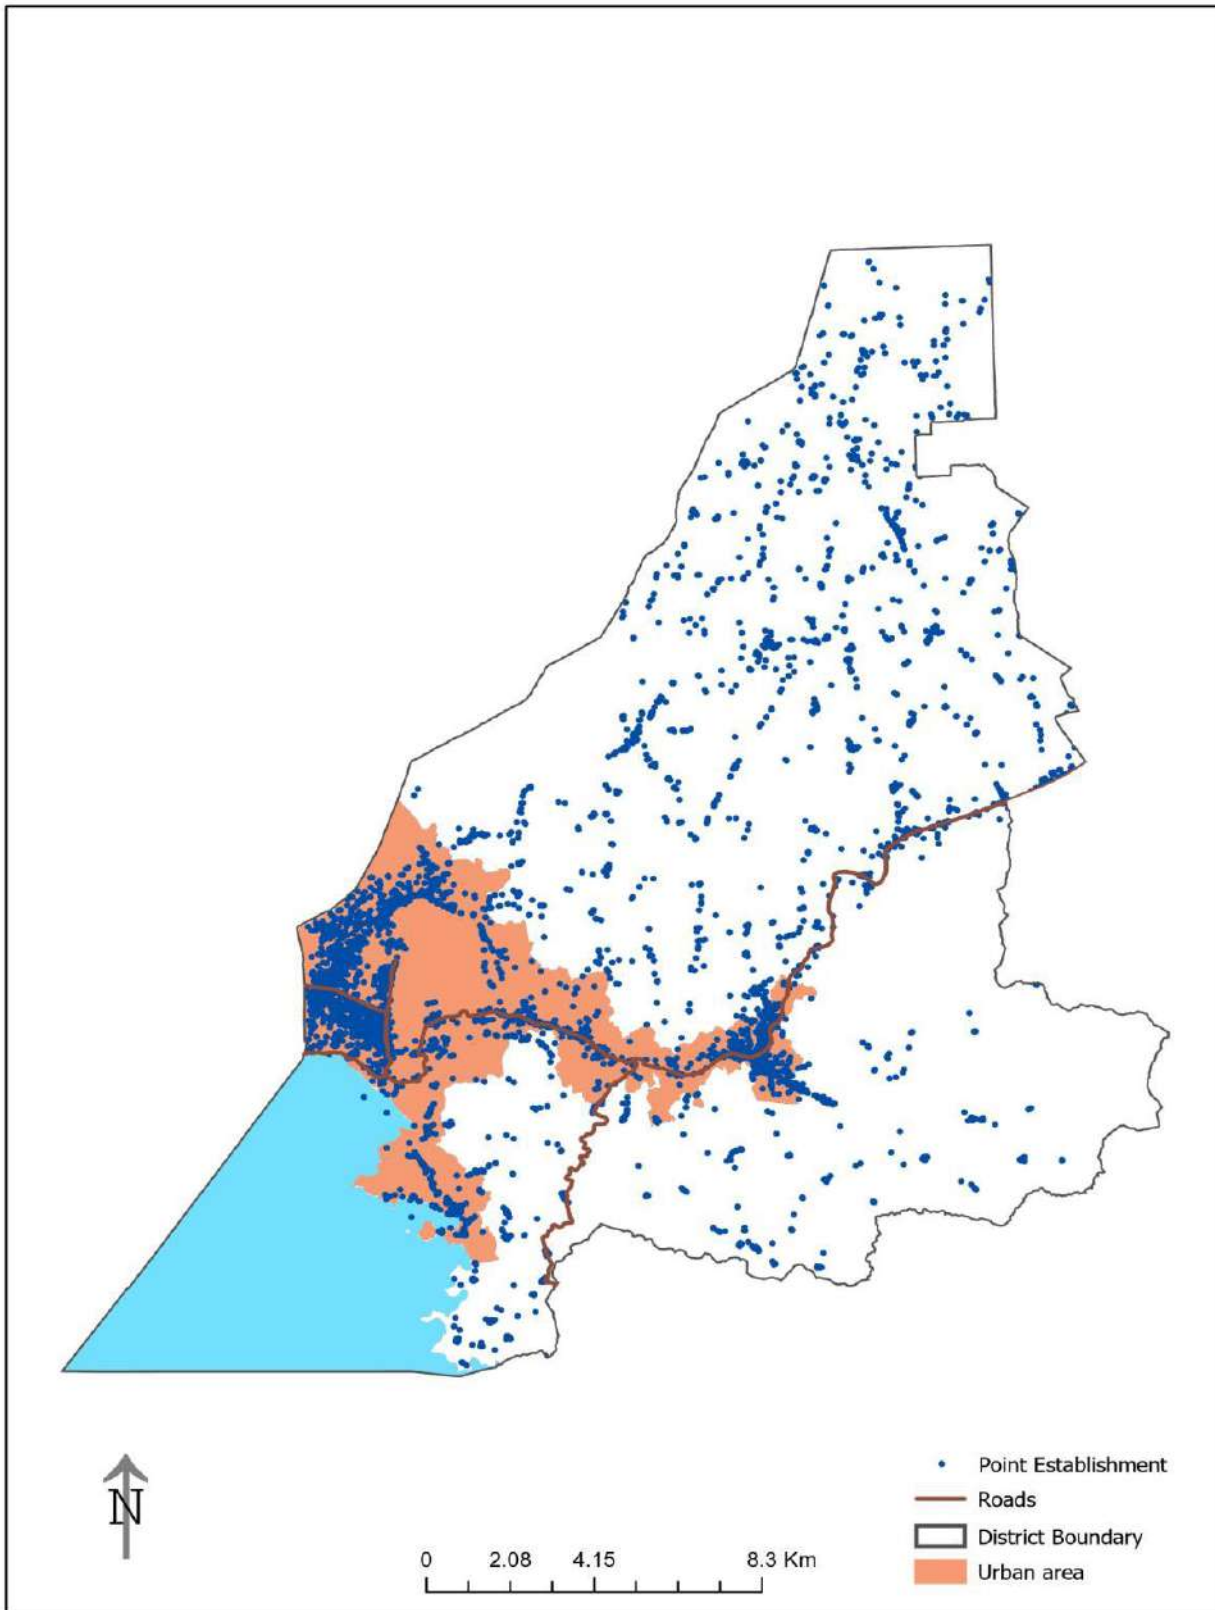 N
0 2.08 4.15 8.3 Km
Point Establishment
Roads
District Boundary
Urban area